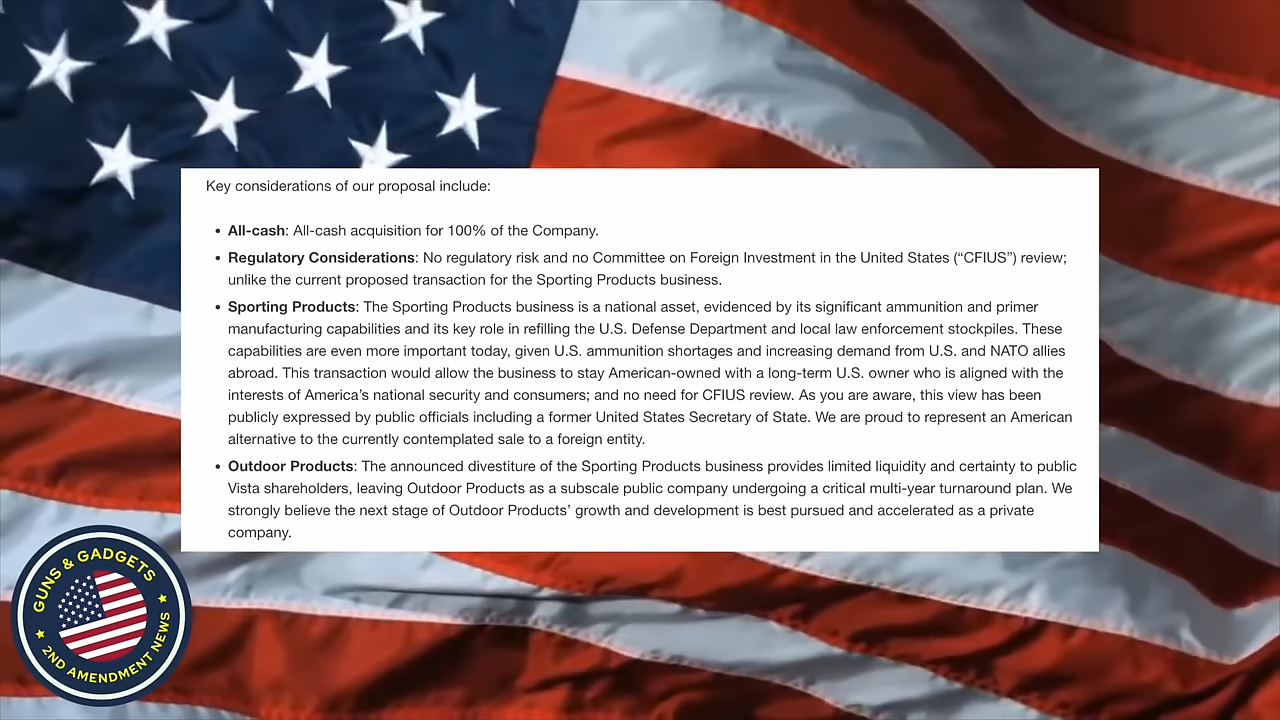 Key considerations of our proposal include:
• All-cash: All-cash acquisition for 100% of the Company.
• Regulatory Considerations: No regulatory risk and no Committee on Foreign Investment in the United States (“CFIUS”) review;
unlike the current proposed transaction for the Sporting Products business.
• Sporting Products: The Sporting Products business is a national asset, evidenced by its significant ammunition and primer
manufacturing capabilities and its key role in refilling the U.S. Defense Department and local law enforcement stockpiles. These
capabilities are even more important today, given U.S. ammunition shortages and increasing demand from U.S. and NATO allies
abroad. This transaction would allow the business to stay American-owned with a long-term U.S. owner who is aligned with the
interests of America’s national security and consumers; and no need for CFIUS review. As you are aware, this view has been
publicly expressed by public officials including a former United States Secretary of State. We are proud to represent an American
alternative to the currently contemplated sale to a foreign entity.
• Outdoor Products: The announced divestiture of the Sporting Products business provides limited liquidity and certainty to public
Vista shareholders, leaving Outdoor Products as a subscale public company undergoing a critical multi-year turnaround plan. We
strongly believe the next stage of Outdoor Products’ growth and development is best pursued and accelerated as a private
company.
GUNS & GADGETS
2ND AMENDMENT NEWS